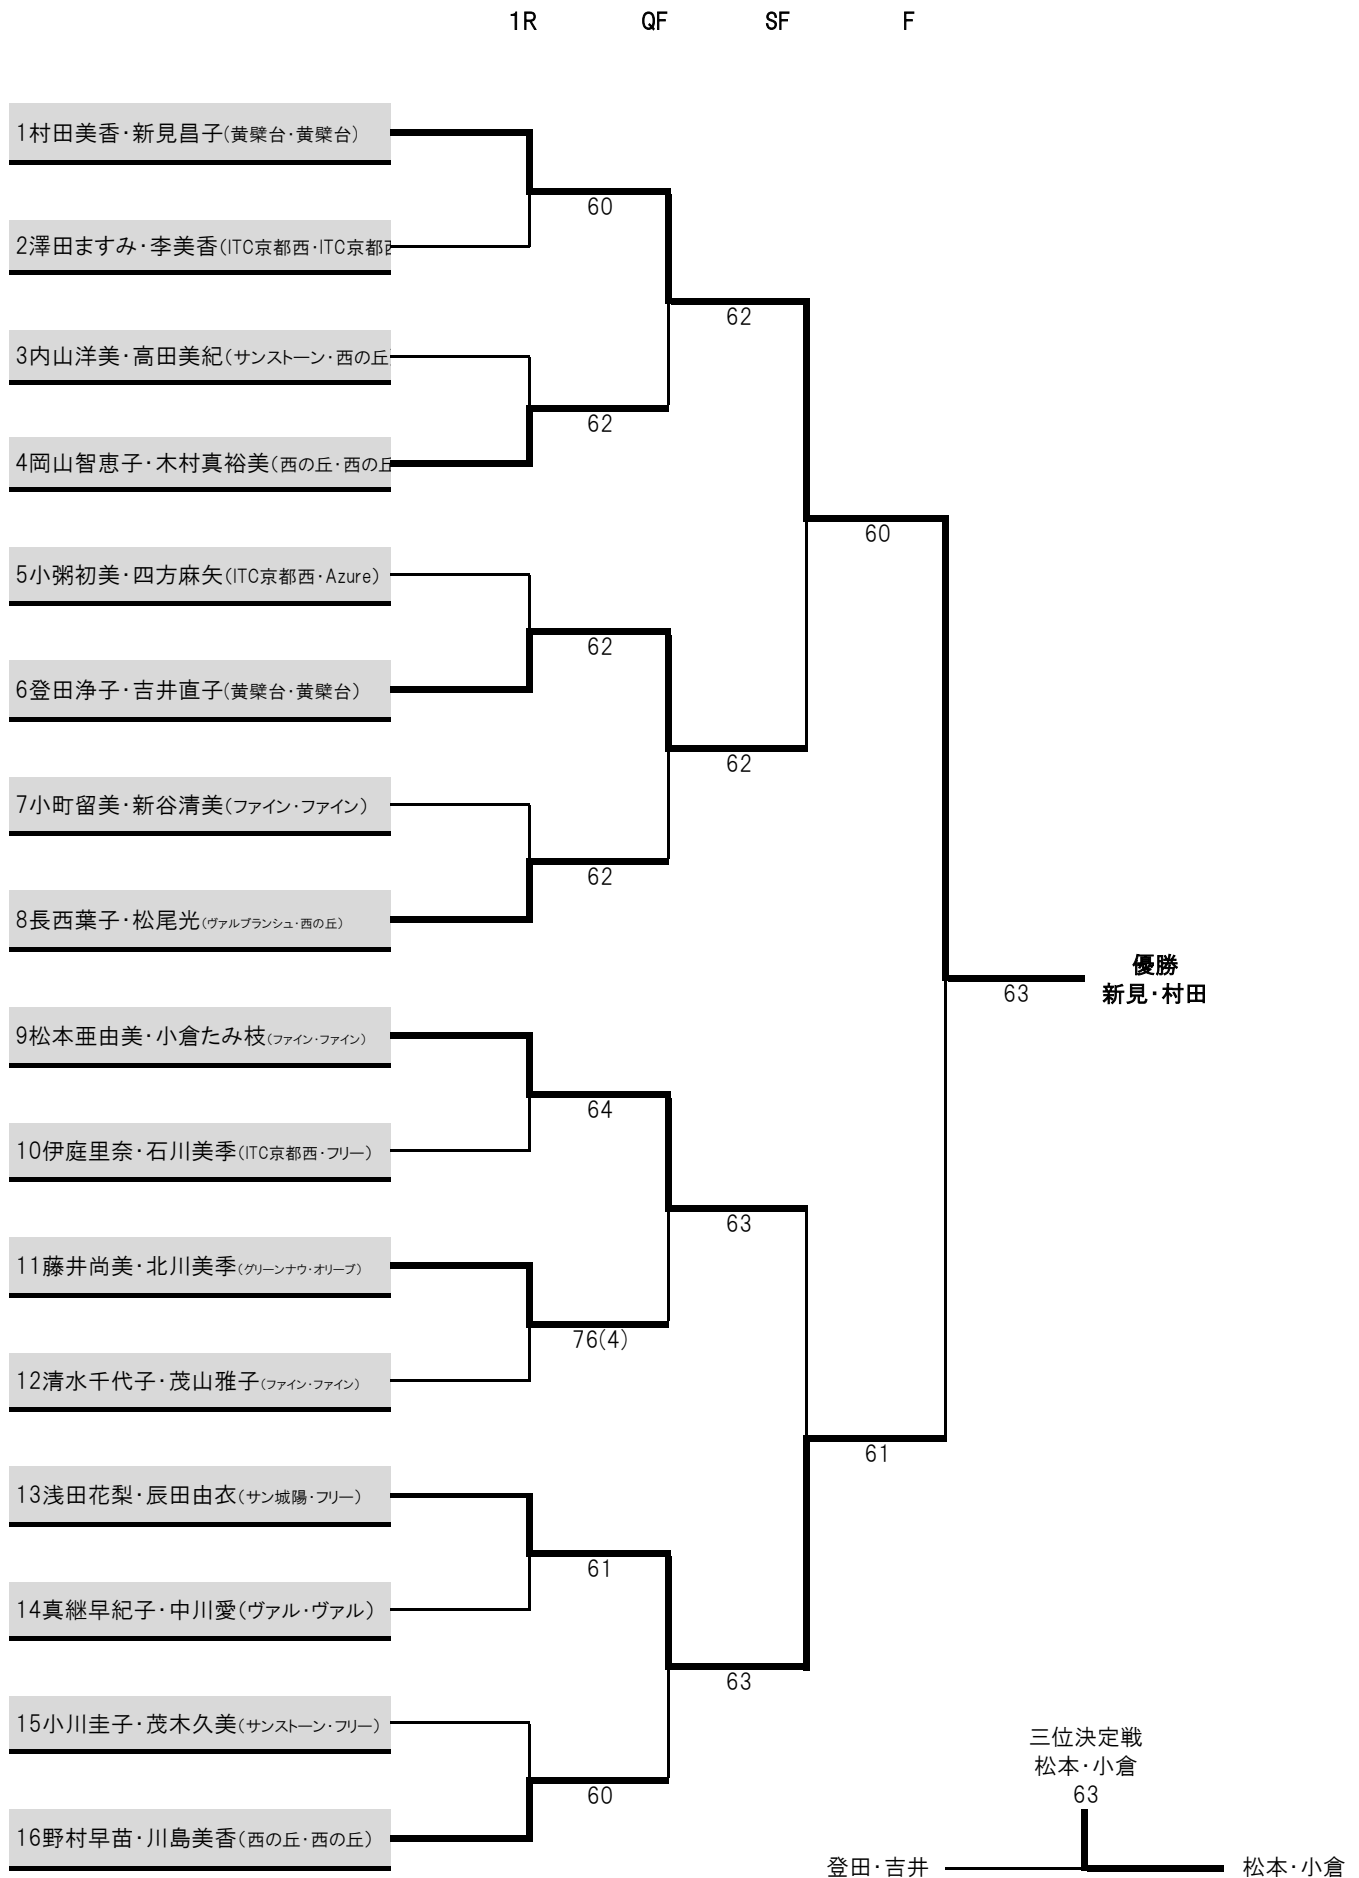 1R QF SF F
1村田美香・新見昌子(黄檗台・黄檗台)
60
2澤田ますみ・李美香(ITC京都西・ITC京都西
62
3内山洋美・高田美紀(サンストーン・西の丘
62
4岡山智恵子・木村真裕美(西の丘・西の丘
60
5小粥初美・四方麻矢(ITC京都西・Azure)
62
6登田浄子・吉井直子(黄檗台・黄檗台)
62
7小町留美・新谷清美(ファイン・ファイン)
62
8長西葉子・松尾光(ヴァルブランシュ・西の丘)
優勝
新見・村田
63
9松本亜由美・小倉たみ枝(ファイン・ファイン)
64
10伊庭里奈・石川美季(ITC京都西・フリー)
63
11藤井尚美・北川美季(グリーンナウ・オリーブ)
76(4)
12清水千代子・茂山雅子(ファイン・ファイン)
61
13浅田花梨・辰田由衣(サン城陽・フリー)
61
14真継早紀子・中川愛(ヴァル・ヴァル)
63
15小川圭子・茂木久美(サンストーン・フリー)
60
16野村早苗・川島美香(西の丘・西の丘)
三位決定戦
松本・小倉
63
登田・吉井 松本・小倉